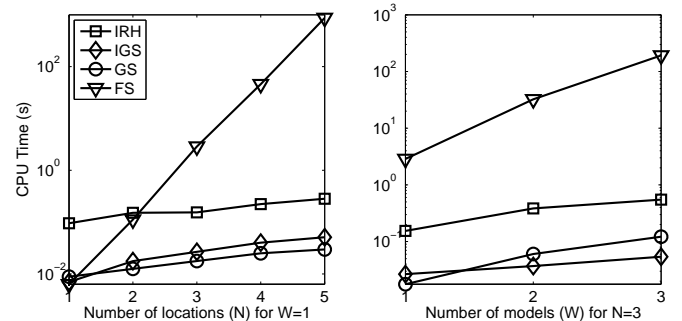 IRH
IGS
GS
FS
CPU Time (s)
10^2
10^0
10^-2
1 2 3 4 5
Number of locations (N) for W=1
10^3
10^2
10^1
10^0
10^-1
1 2 3
Number of models (W) for N=3